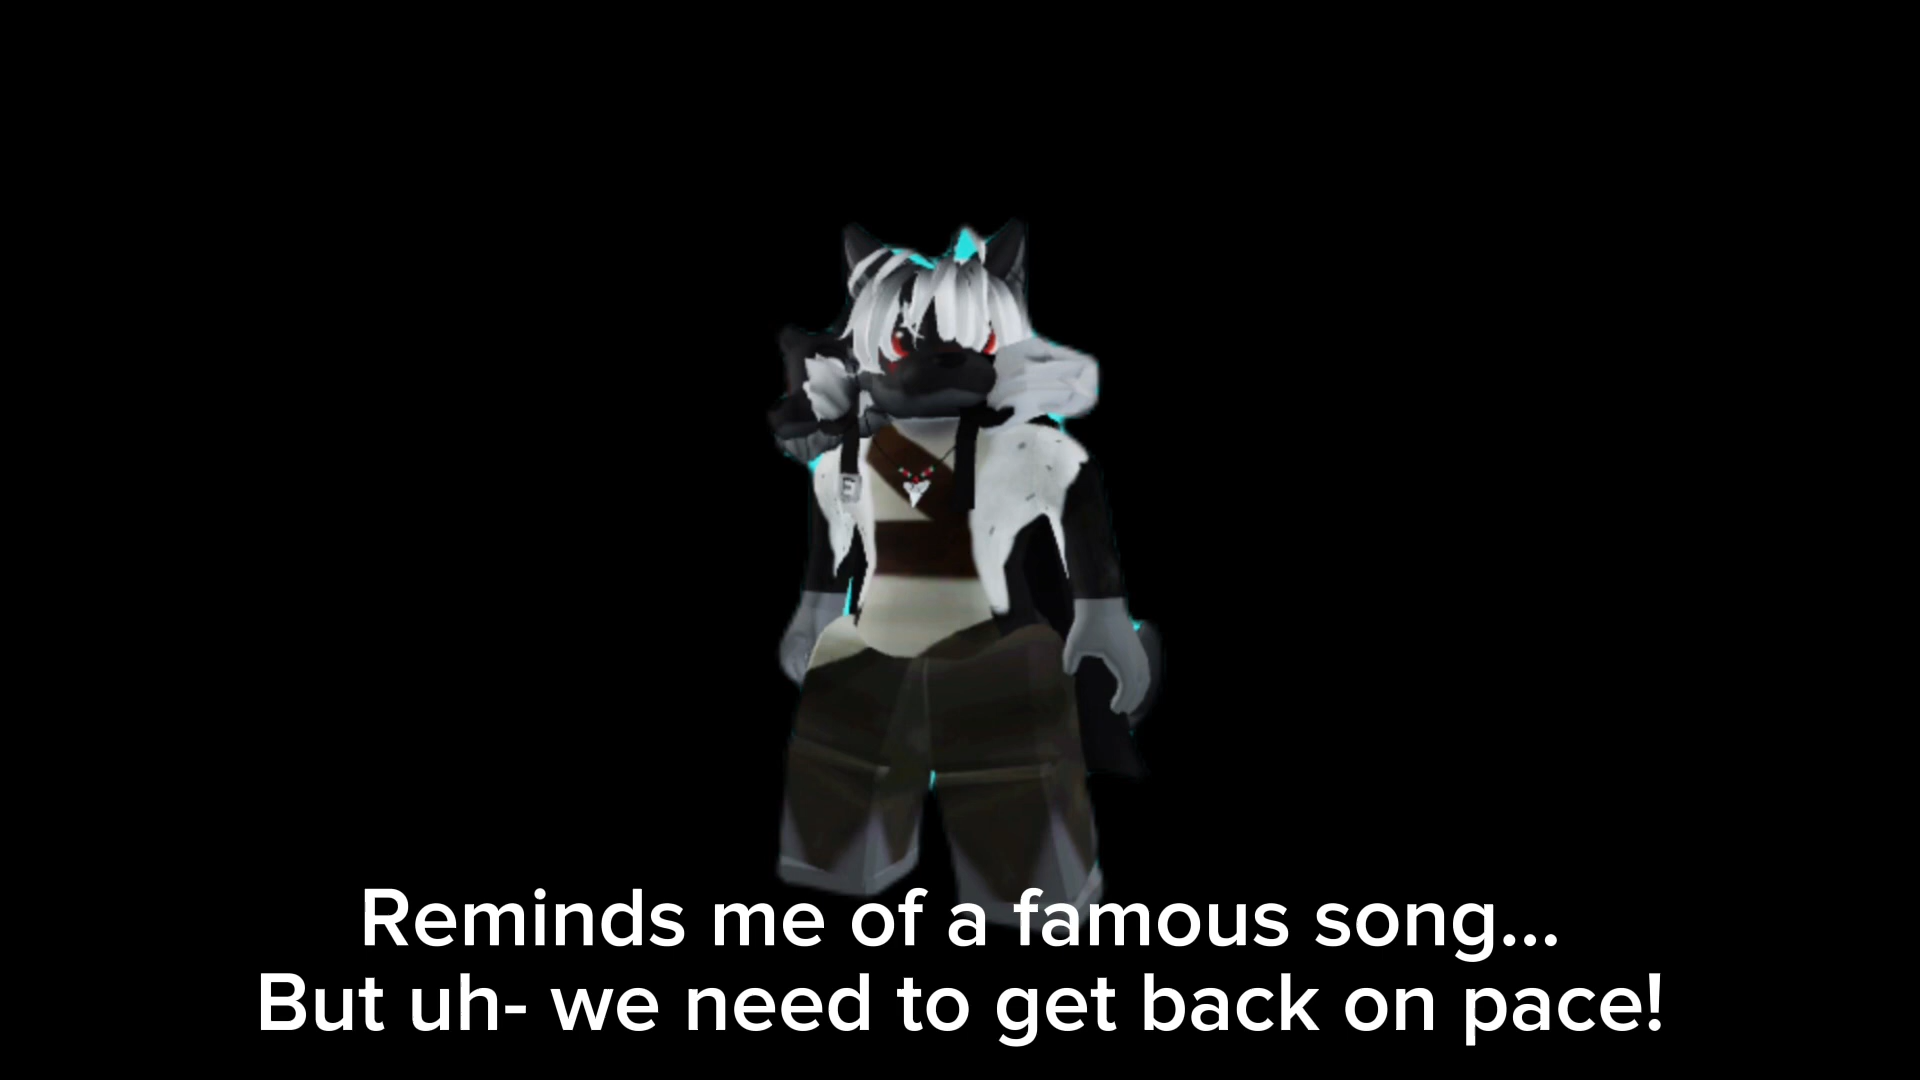 E
Reminds me of a famous song...
But uh- we need to get back on pace!